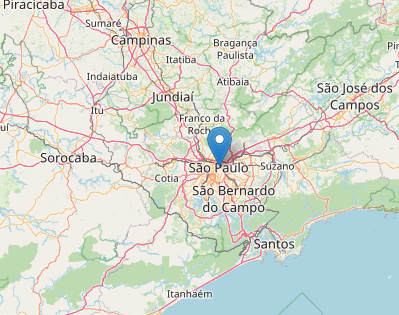 Piracicaba
Sumaré
Campinas
Bragança
Paulista
Itatiba
Atibaia
Indaiatuba
São José dos
Campos
Jundiaí
Itu
Franco da
Roch
Sorocaba
São Paulo
Suzano
Cotia
São Bernardo
do Campo
Santos
Itanhaém